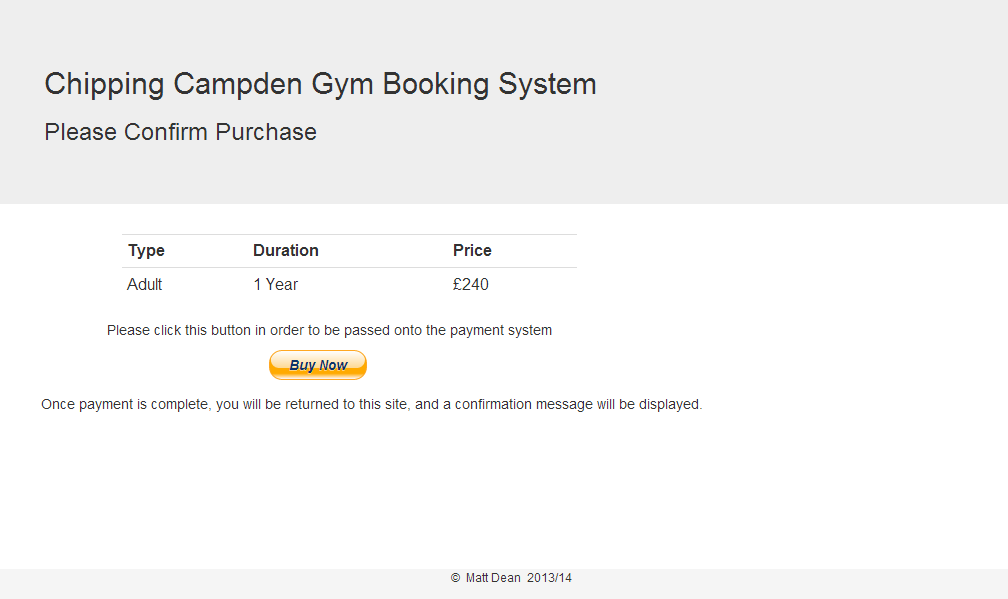 Chipping Campden Gym Booking System
Please Confirm Purchase
Type Duration Price
Adult 1 Year £240
Please click this button in order to be passed onto the payment system
Buy Now
Once payment is complete, you will be returned to this site, and a confirmation message will be displayed.
© Matt Dean 2013/14